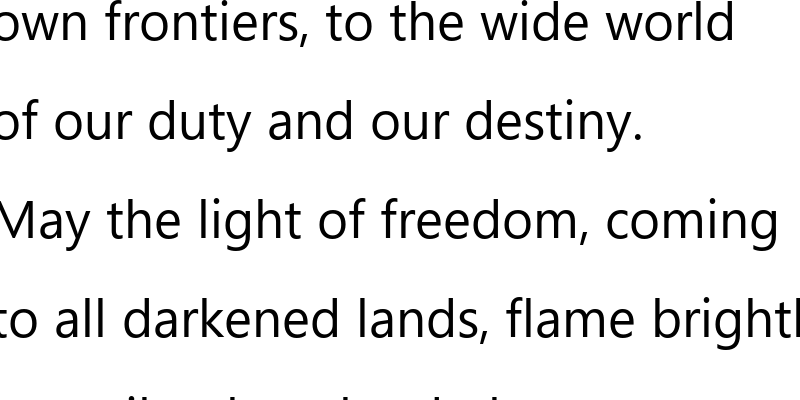 own frontiers, to the wide world
of our duty and our destiny.
May the light of freedom, coming
to all darkened lands, flame brightl